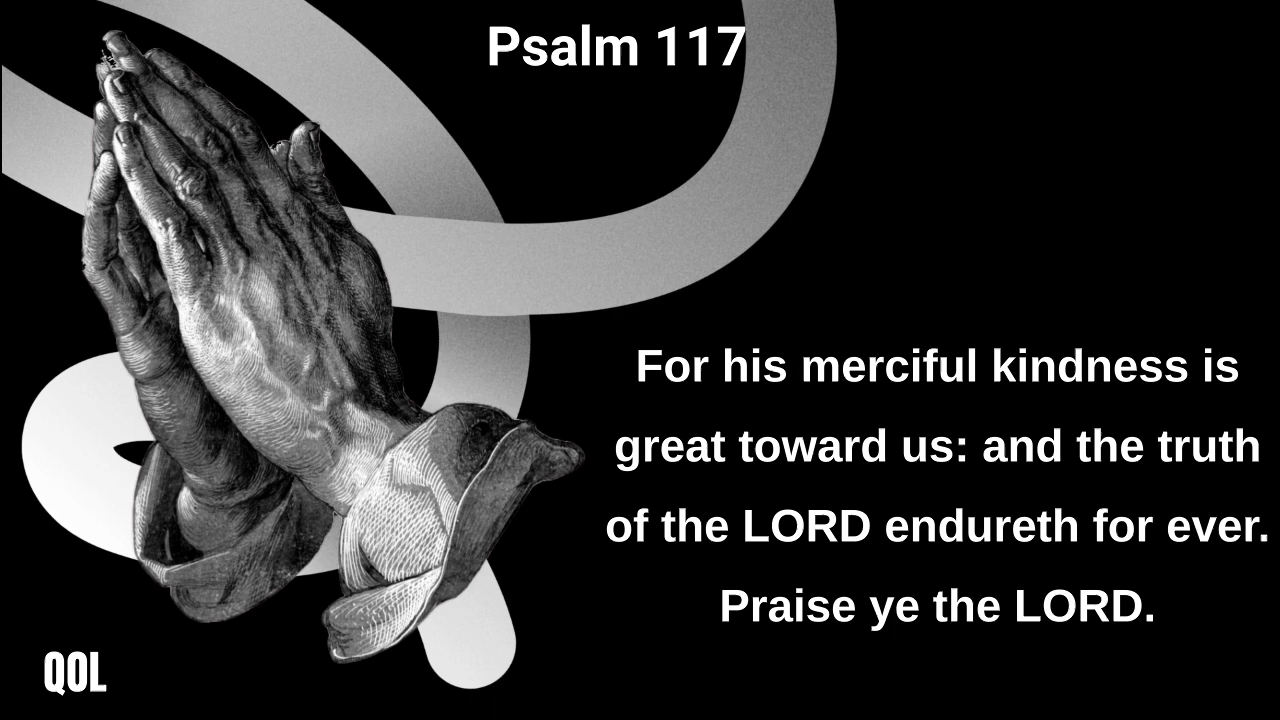 Psalm 117
For his merciful kindness is
great toward us: and the truth
of the LORD endureth for ever.
Praise ye the LORD.
QOL